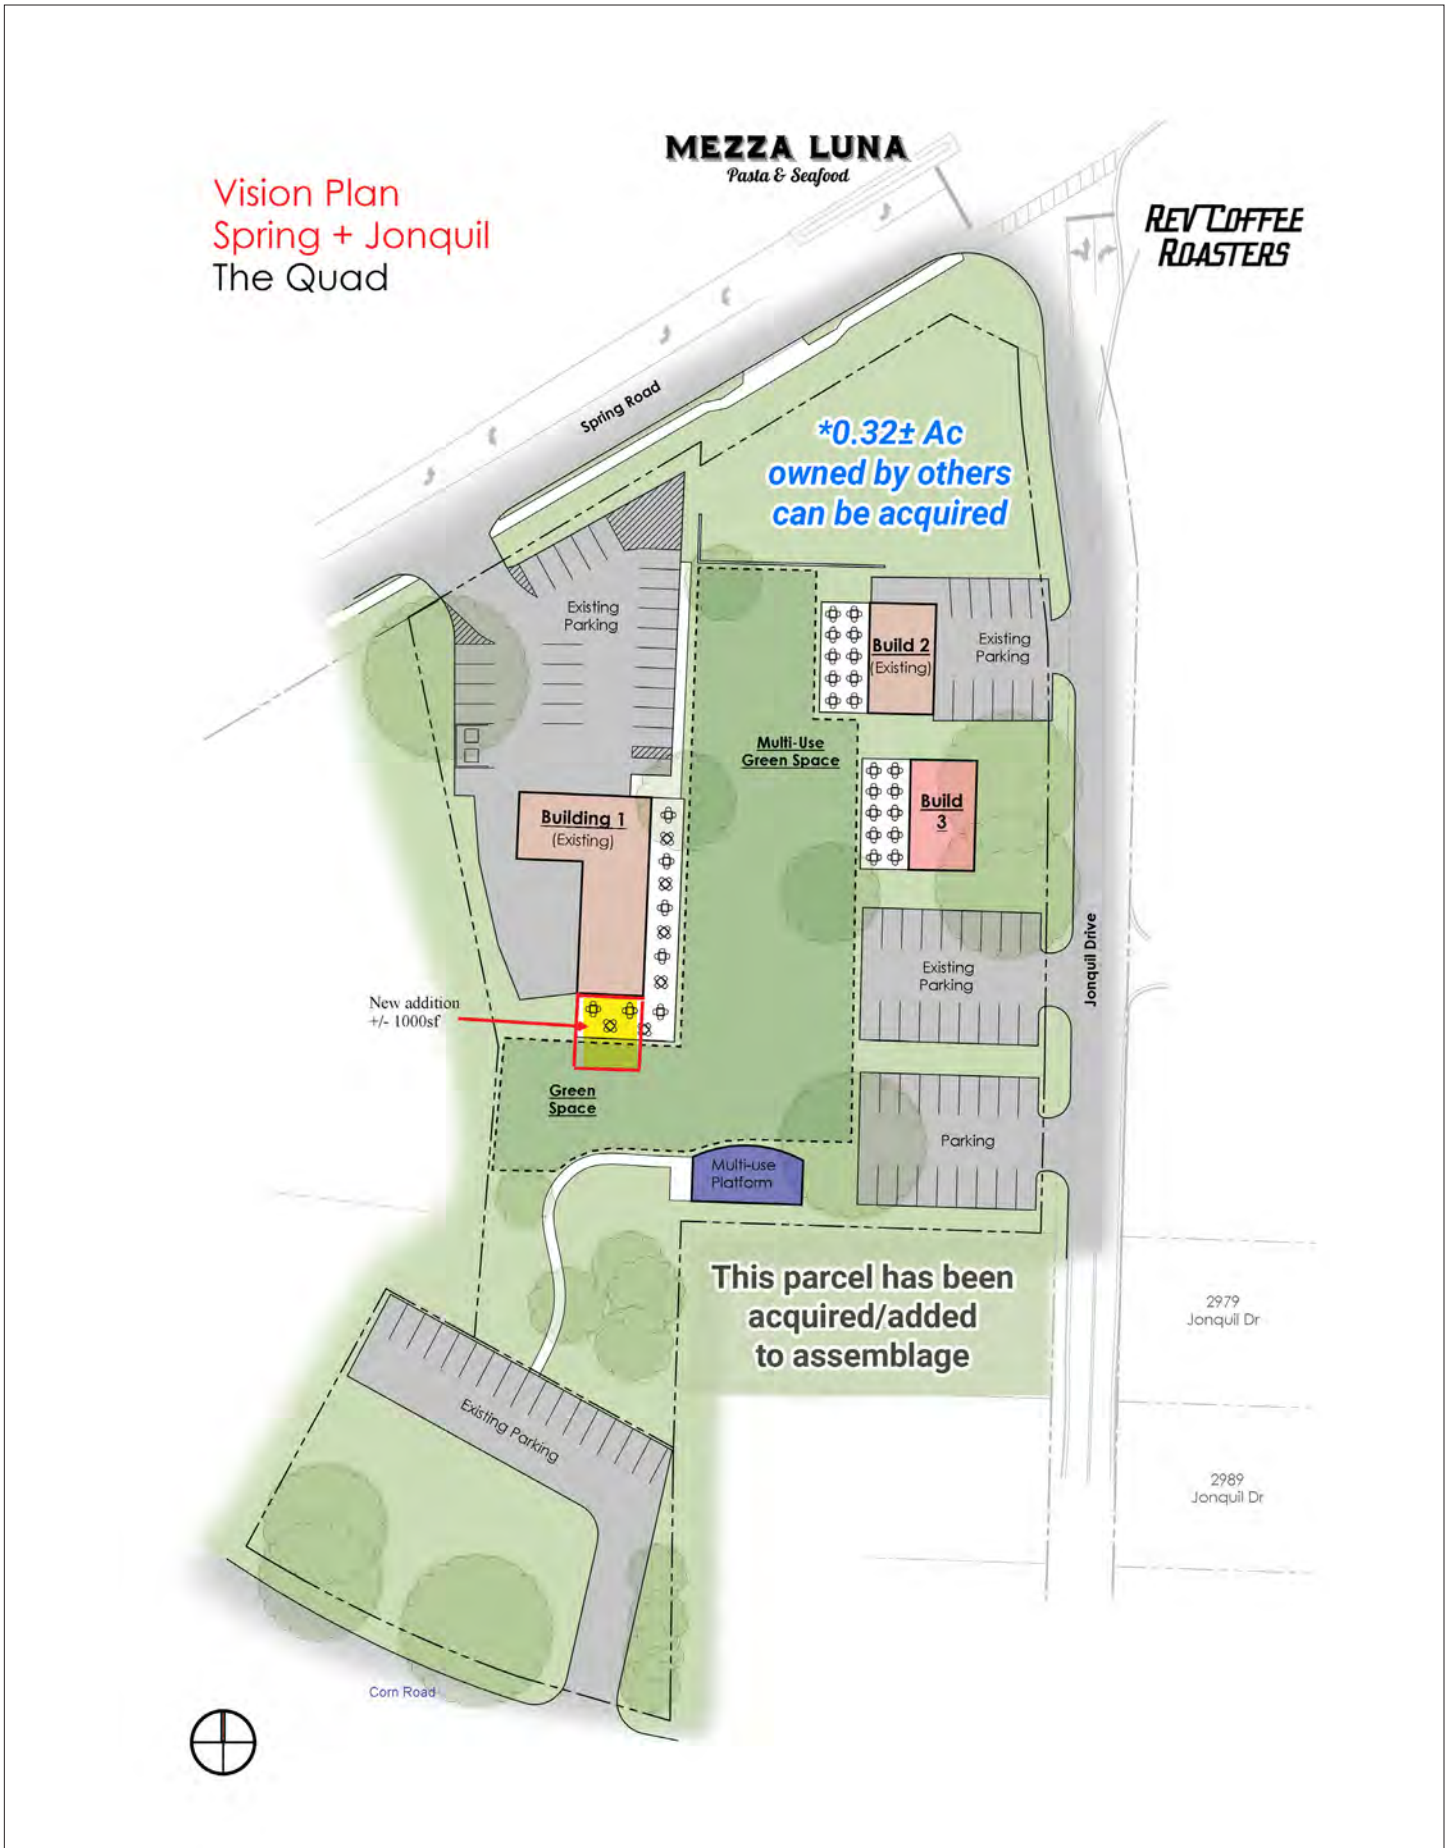 MEZZA LUNA
Pasta & Seafood
Vision Plan
Spring + Jonquil
The Quad
REV COFFEE
ROASTERS
Spring Road
*0.32± Ac
owned by others
can be acquired
Existing
Parking
Build 2
(Existing)
Existing
Parking
Multi-Use
Green Space
Build
3
Building 1
(Existing)
Jonquil Drive
Existing
Parking
New addition
+/- 1000sf
Green
Space
Parking
Multi-use
Platform
This parcel has been
acquired/added
to assemblage
2979
Jonquil Dr
Existing Parking
2989
Jonquil Dr
Corn Road